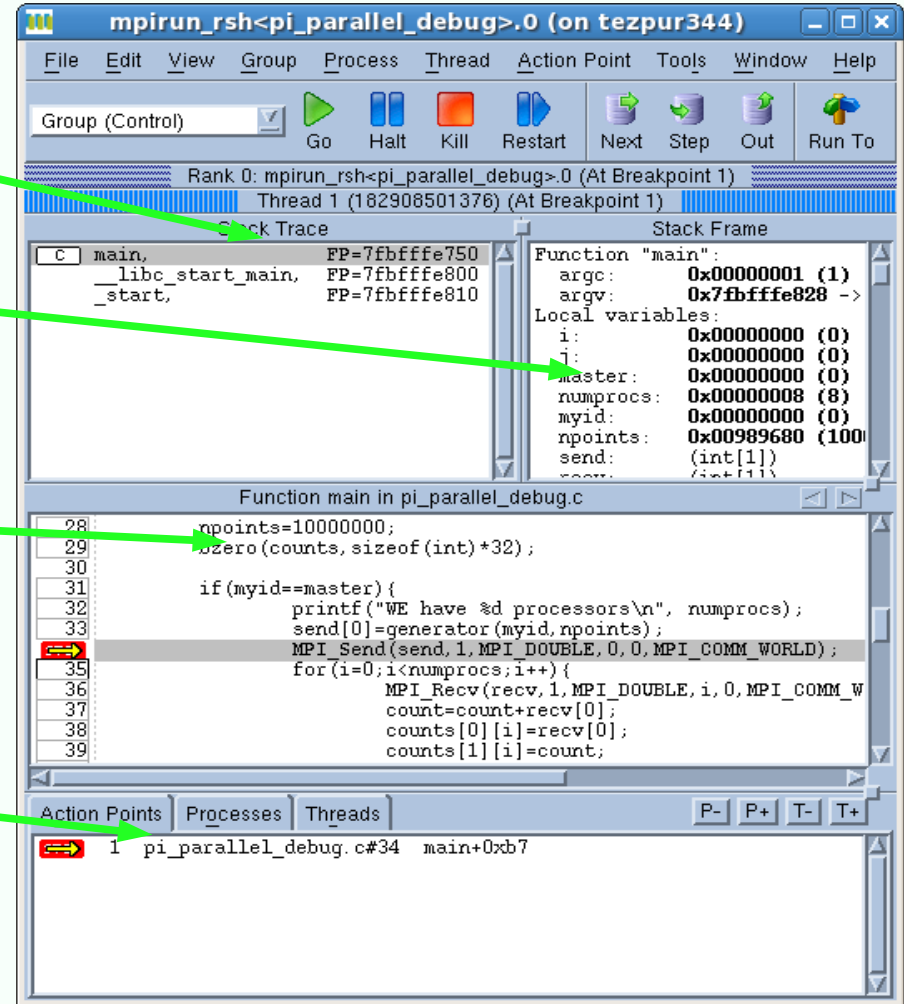 mpirun_rsh<pi_parallel_debug>.0 (on tezpur344)
File Edit View Group Process Thread Action Point Tools Window Help
Group (Control)
Go Halt Kill Restart Next Step Out Run To
Rank 0: mpirun_rsh<pi_parallel_debug>.0 (At Breakpoint 1)
Thread 1 (182908501376) (At Breakpoint 1)
Trace
Stack Frame
C main, FP=7fbfffe750
__libc_start_main, FP=7fbfffe800
_start, FP=7fbfffe810
Function "main":
argc: 0x00000001 (1)
argv: 0x7fbfffe828 ->
Local variables:
i: 0x00000000 (0)
j: 0x00000000 (0)
master: 0x00000000 (0)
numprocs: 0x00000008 (8)
myid: 0x00000000 (0)
npoints: 0x00989680 (100
send: (int[1])
Function main in pi_parallel_debug.c
28 npoints=10000000;
29 bzero(counts,sizeof(int)*32);
30
31 if(myid==master){
32 printf("WE have %d processors\n", numprocs);
33 send[0]=generator(myid,npoints);
MPI_Send(send,1,MPI_DOUBLE,0,0,MPI_COMM_WORLD);
35 for(i=0;i<numprocs;i++){
36 MPI_Recv(recv,1,MPI_DOUBLE,i,0,MPI_COMM_W
37 count=count+recv[0];
38 counts[0][i]=recv[0];
39 counts[1][i]=count;
Action Points Processes Threads P- P+ T- T+
1 pi_parallel_debug.c#34 main+0xb7